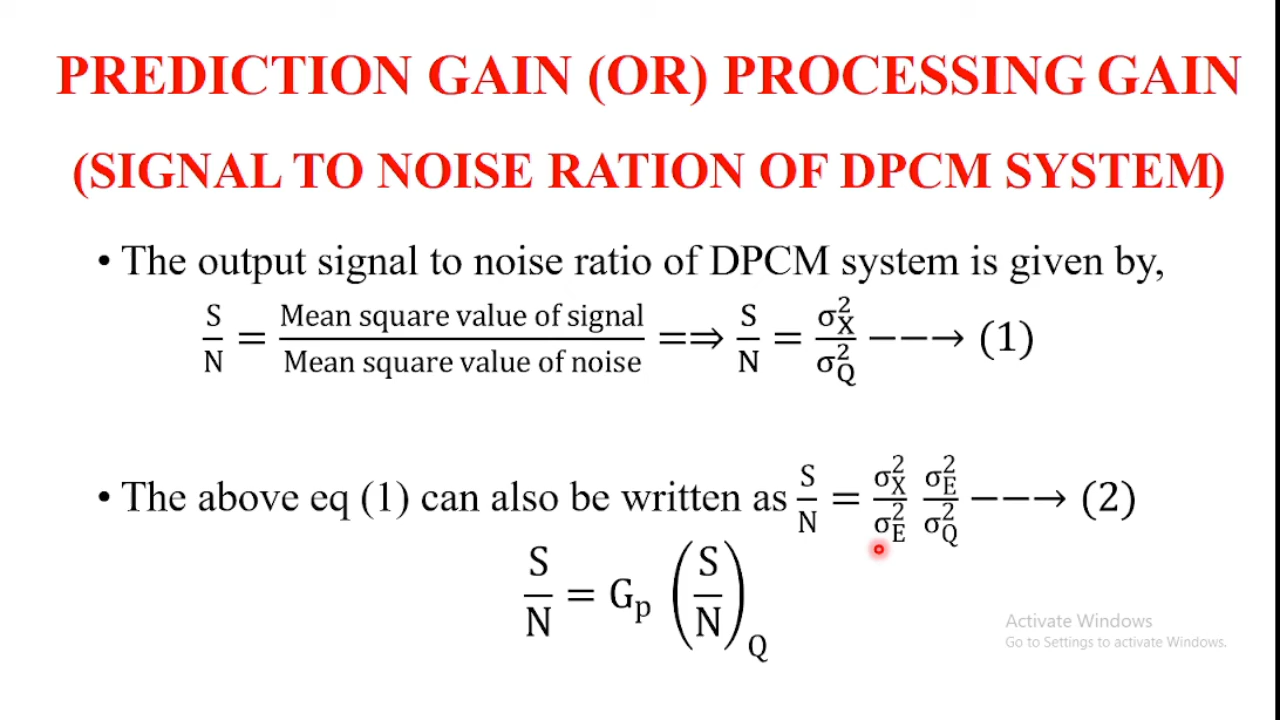 PREDICTION GAIN (OR) PROCESSING GAIN
(SIGNAL TO NOISE RATION OF DPCM SYSTEM)
• The output signal to noise ratio of DPCM system is given by,
S/N = Mean square value of signal/Mean square value of noise ==⇒ S/N = σ_X^2/σ_Q^2 −−−→ (1)
• The above eq (1) can also be written as S/N = σ_X^2/σ_E^2 σ_E^2/σ_Q^2 −−−→ (2)
S/N = G_p (S/N)_Q
Activate Windows
Go to Settings to activate Windows.